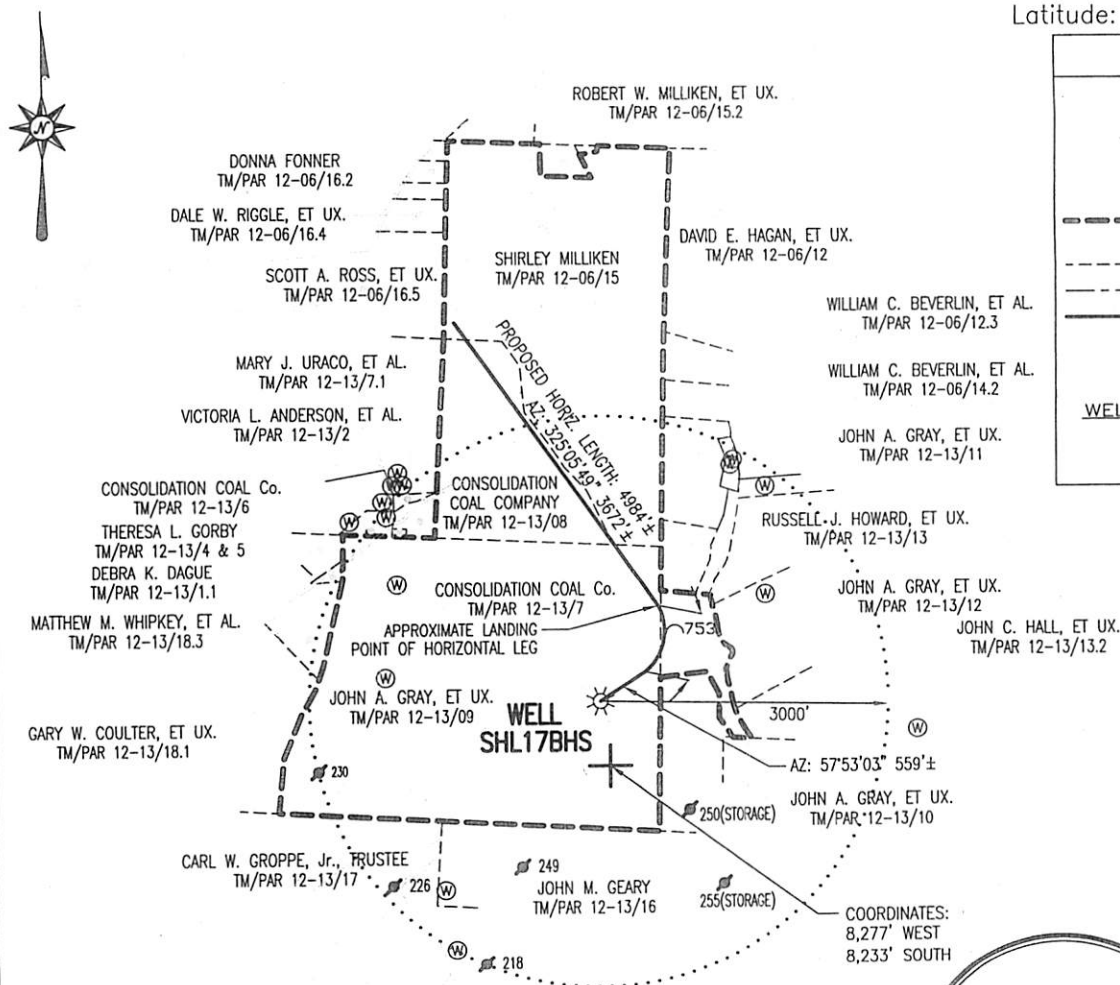 Latitude:
N
ROBERT W. MILLIKEN, ET UX.
TM/PAR 12-06/15.2
DONNA FONNER
TM/PAR 12-06/16.2
DALE W. RIGGLE, ET UX.
TM/PAR 12-06/16.4
DAVID E. HAGAN, ET UX.
TM/PAR 12-06/12
SHIRLEY MILLIKEN
TM/PAR 12-06/15
SCOTT A. ROSS, ET UX.
TM/PAR 12-06/16.5
WILLIAM C. BEVERLIN, ET AL.
TM/PAR 12-06/12.3
PROPOSED HORIZ. LENGTH: 4984'±
AZ: 325°05'49" 3672'±
MARY J. URACO, ET AL.
TM/PAR 12-13/7.1
WILLIAM C. BEVERLIN, ET AL.
TM/PAR 12-06/14.2
VICTORIA L. ANDERSON, ET AL.
TM/PAR 12-13/2
WEL
JOHN A. GRAY, ET UX.
TM/PAR 12-13/11
W
W
W
W
W
W
W
W
CONSOLIDATION COAL Co.
TM/PAR 12-13/6
CONSOLIDATION
COAL COMPANY
TM/PAR 12-13/08
THERESA L. GORBY
TM/PAR 12-13/4 & 5
RUSSELL J. HOWARD, ET UX.
TM/PAR 12-13/13
DEBRA K. DAGUE
TM/PAR 12-13/1.1
W
CONSOLIDATION COAL Co.
TM/PAR 12-13/7
W
JOHN A. GRAY, ET UX.
TM/PAR 12-13/12
MATTHEW M. WHIPKEY, ET AL.
TM/PAR 12-13/18.3
APPROXIMATE LANDING
POINT OF HORIZONTAL LEG
753
JOHN C. HALL, ET UX.
TM/PAR 12-13/13.2
W
JOHN A. GRAY, ET UX.
TM/PAR 12-13/09
WELL
SHL17BHS
3000'
W
GARY W. COULTER, ET UX.
TM/PAR 12-13/18.1
AZ: 57°53'03" 559'±
230
250(STORAGE)
JOHN A. GRAY, ET UX.
TM/PAR 12-13/10
CARL W. GROPPE, Jr., TRUSTEE
TM/PAR 12-13/17
249
226
W
JOHN M. GEARY
TM/PAR 12-13/16
255(STORAGE)
COORDINATES:
8,277' WEST
8,233' SOUTH
W
218